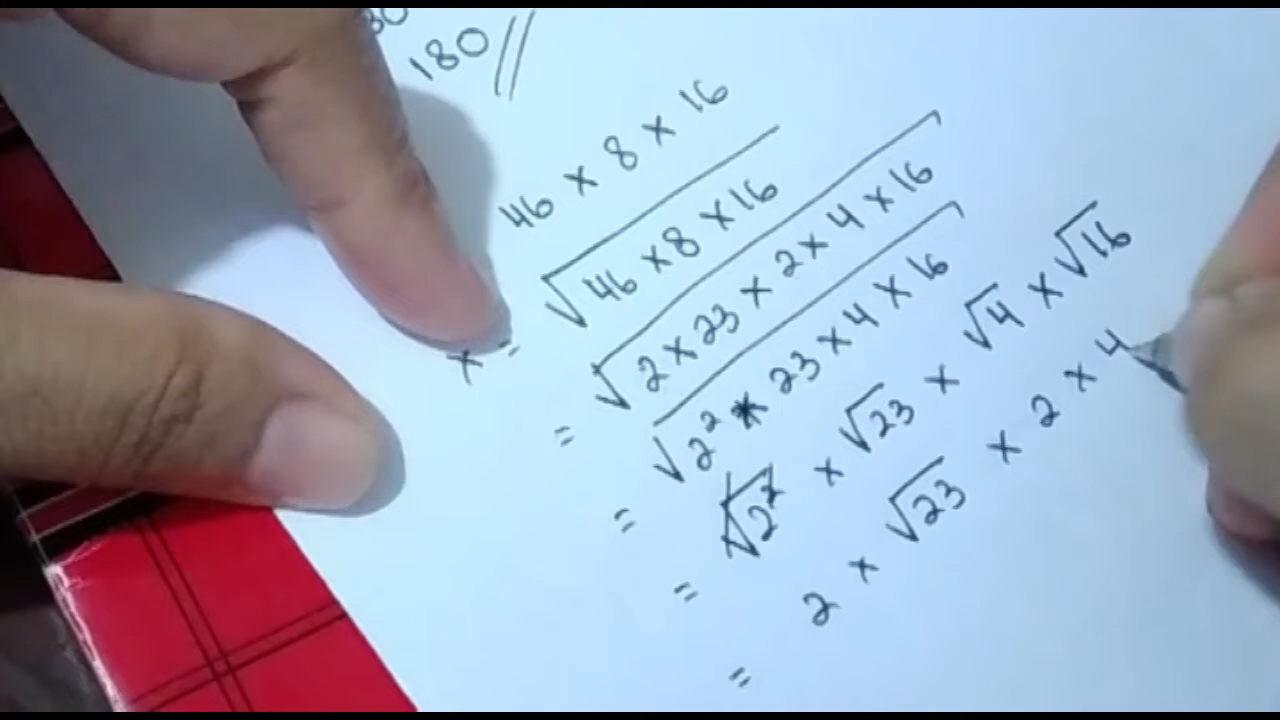 180 //
46 × 8 × 16
x = √46 × 8 × 16
= √2 × 23 × 2 × 4 × 16
= √2² × 23 × 4 × 16
= √2² × √23 × √4 × √16
= 2 × √23 × 2 × 4